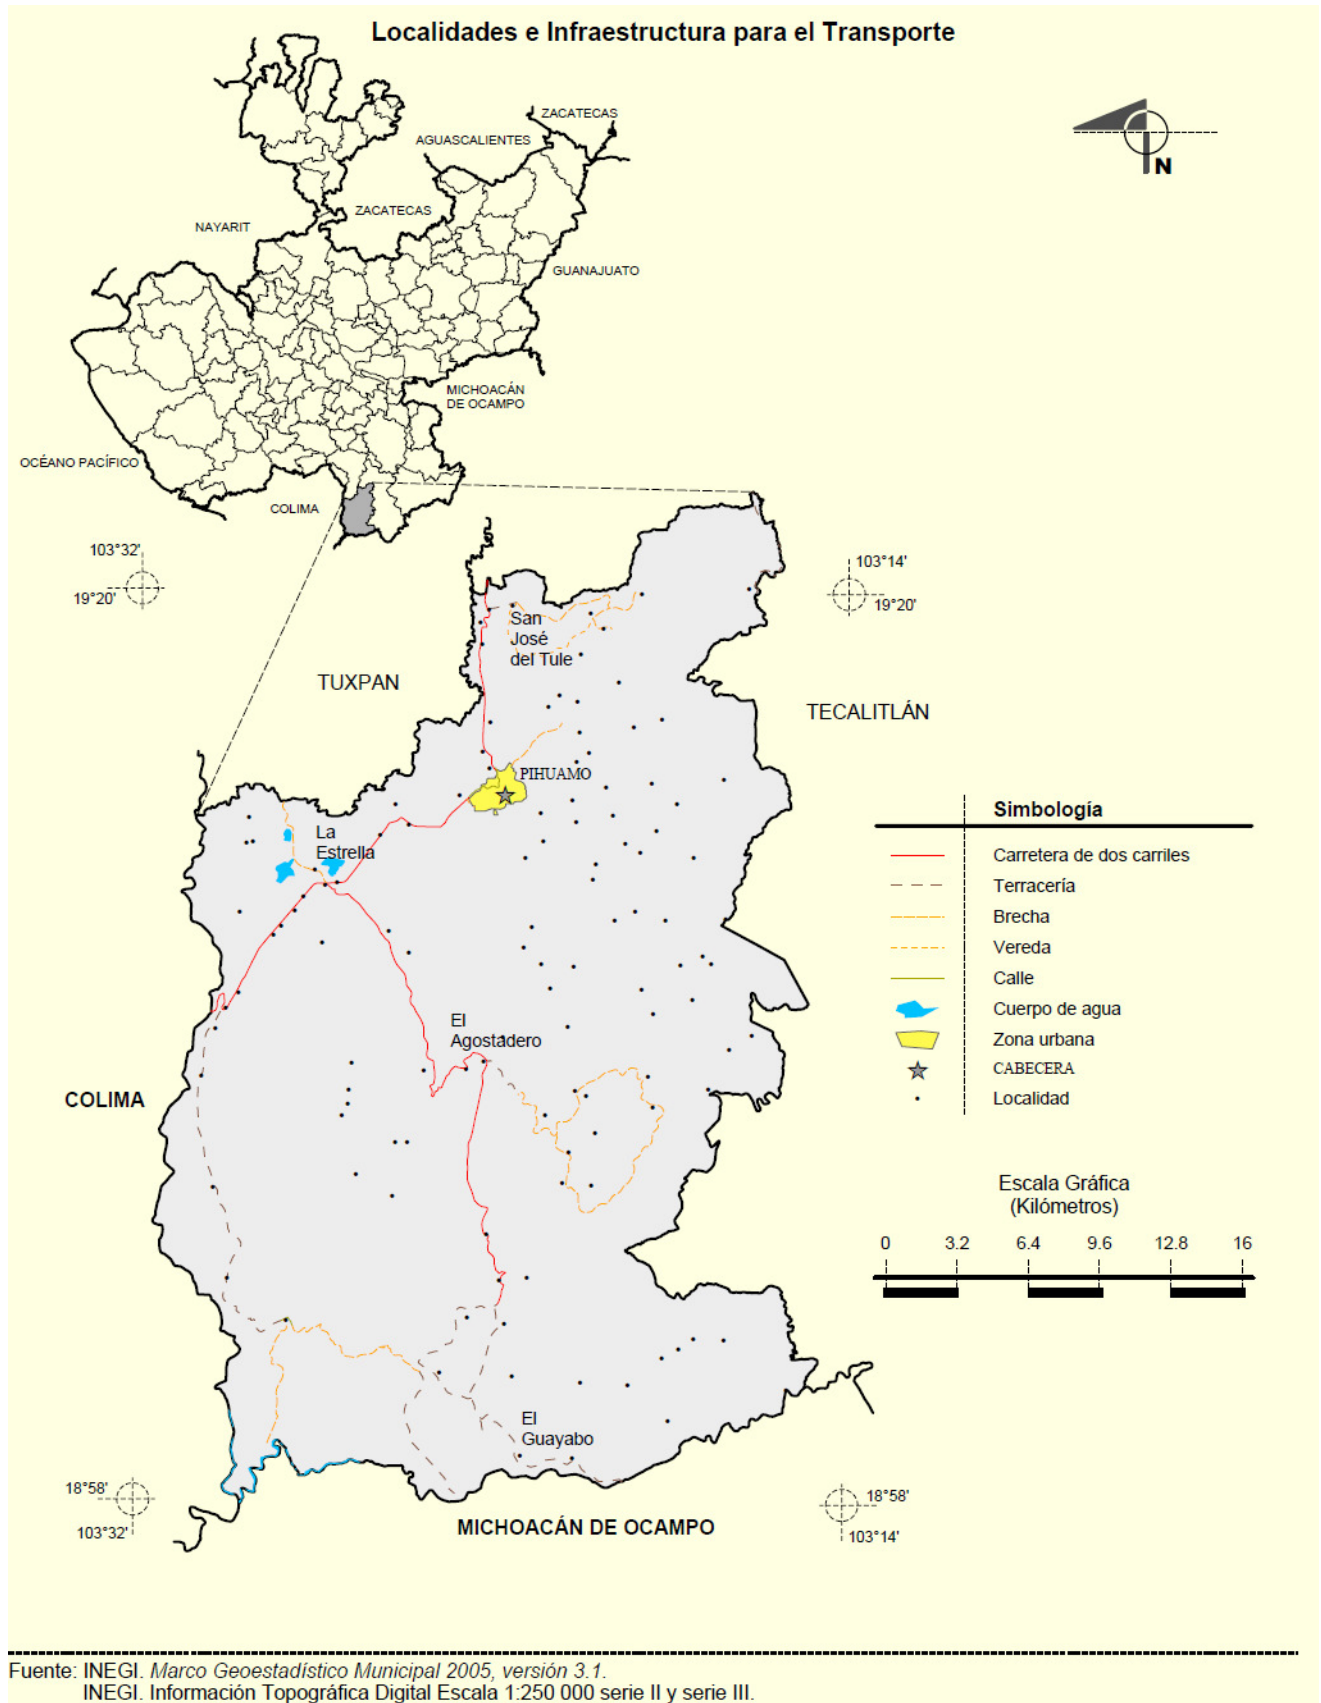 Localidades e Infraestructura para el Transporte
ZACATECAS
AGUASCALIENTES
N
ZACATECAS
NAYARIT
GUANAJUATO
MICHOACÁN
DE OCAMPO
OCÉANO PACÍFICO
COLIMA
103°32'
19°20'
103°14'
19°20'
San
José
del Tule
TUXPAN
TECALITLÁN
PIHUAMO
La
Estrella
Simbología
Carretera de dos carriles
Terracería
Brecha
Vereda
Calle
Cuerpo de agua
Zona urbana
CABECERA
Localidad
El
Agostadero
COLIMA
Escala Gráfica
(Kilómetros)
0 3.2 6.4 9.6 12.8 16
El
Guayabo
18°58'
103°32'
18°58'
103°14'
MICHOACÁN DE OCAMPO
Fuente: INEGI. Marco Geoestadístico Municipal 2005, versión 3.1.
INEGI. Información Topográfica Digital Escala 1:250 000 serie II y serie III.